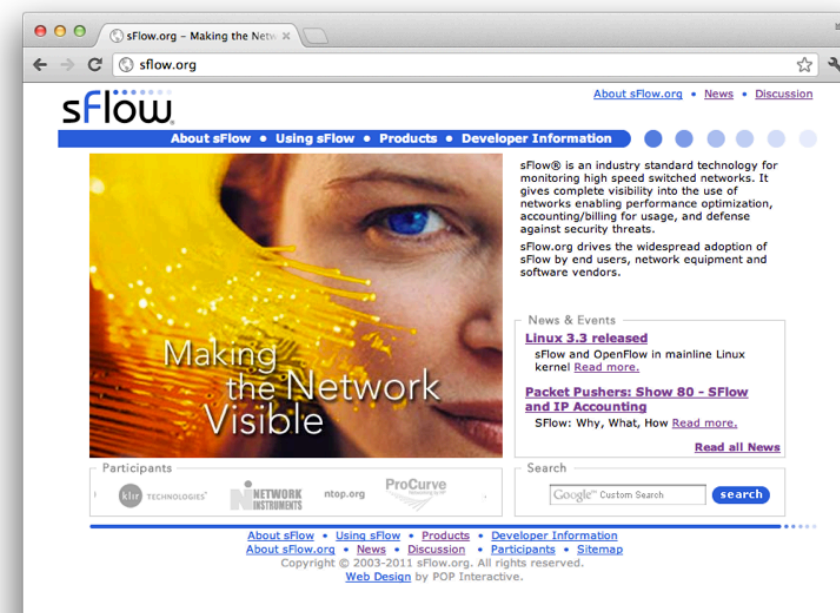 sFlow.org – Making the Netw
sflow.org
sFlow
About sFlow.org • News • Discussion
About sFlow • Using sFlow • Products • Developer Information
Making
the Network
Visible
sFlow® is an industry standard technology for
monitoring high speed switched networks. It
gives complete visibility into the use of
networks enabling performance optimization,
accounting/billing for usage, and defense
against security threats.
sFlow.org drives the widespread adoption of
sFlow by end users, network equipment and
software vendors.
News & Events
Linux 3.3 released
sFlow and OpenFlow in mainline Linux
kernel Read more.
Packet Pushers: Show 80 - SFlow
and IP Accounting
SFlow: Why, What, How Read more.
Read all News
Participants
klir TECHNOLOGIES
NETWORK
INSTRUMENTS
ntop.org
ProCurve
Networking by HP
Search
Google™ Custom Search
search
About sFlow • Using sFlow • Products • Developer Information
About sFlow.org • News • Discussion • Participants • Sitemap
Copyright © 2003-2011 sFlow.org. All rights reserved.
Web Design by POP Interactive.